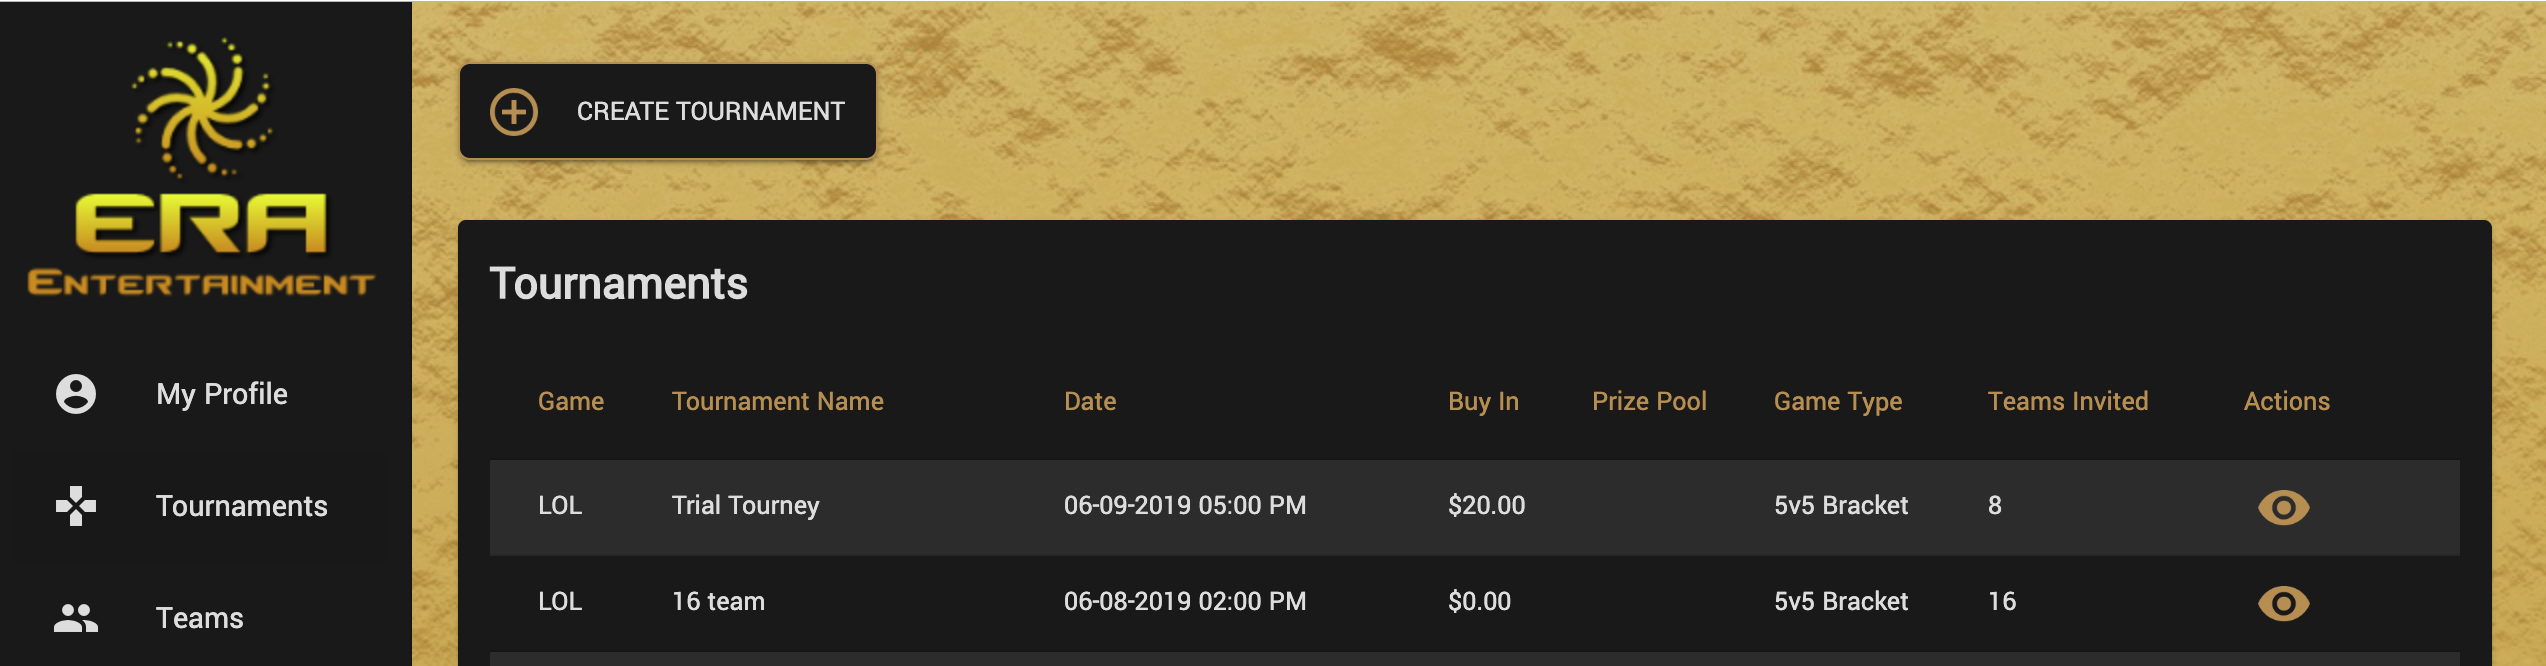 ERA
ENTERTAINMENT
My Profile
Tournaments
Teams
CREATE TOURNAMENT
Tournaments
Game Tournament Name Date Buy In Prize Pool Game Type Teams Invited Actions
LOL Trial Tourney 06-09-2019 05:00 PM $20.00 5v5 Bracket 8
LOL 16 team 06-08-2019 02:00 PM $0.00 5v5 Bracket 16